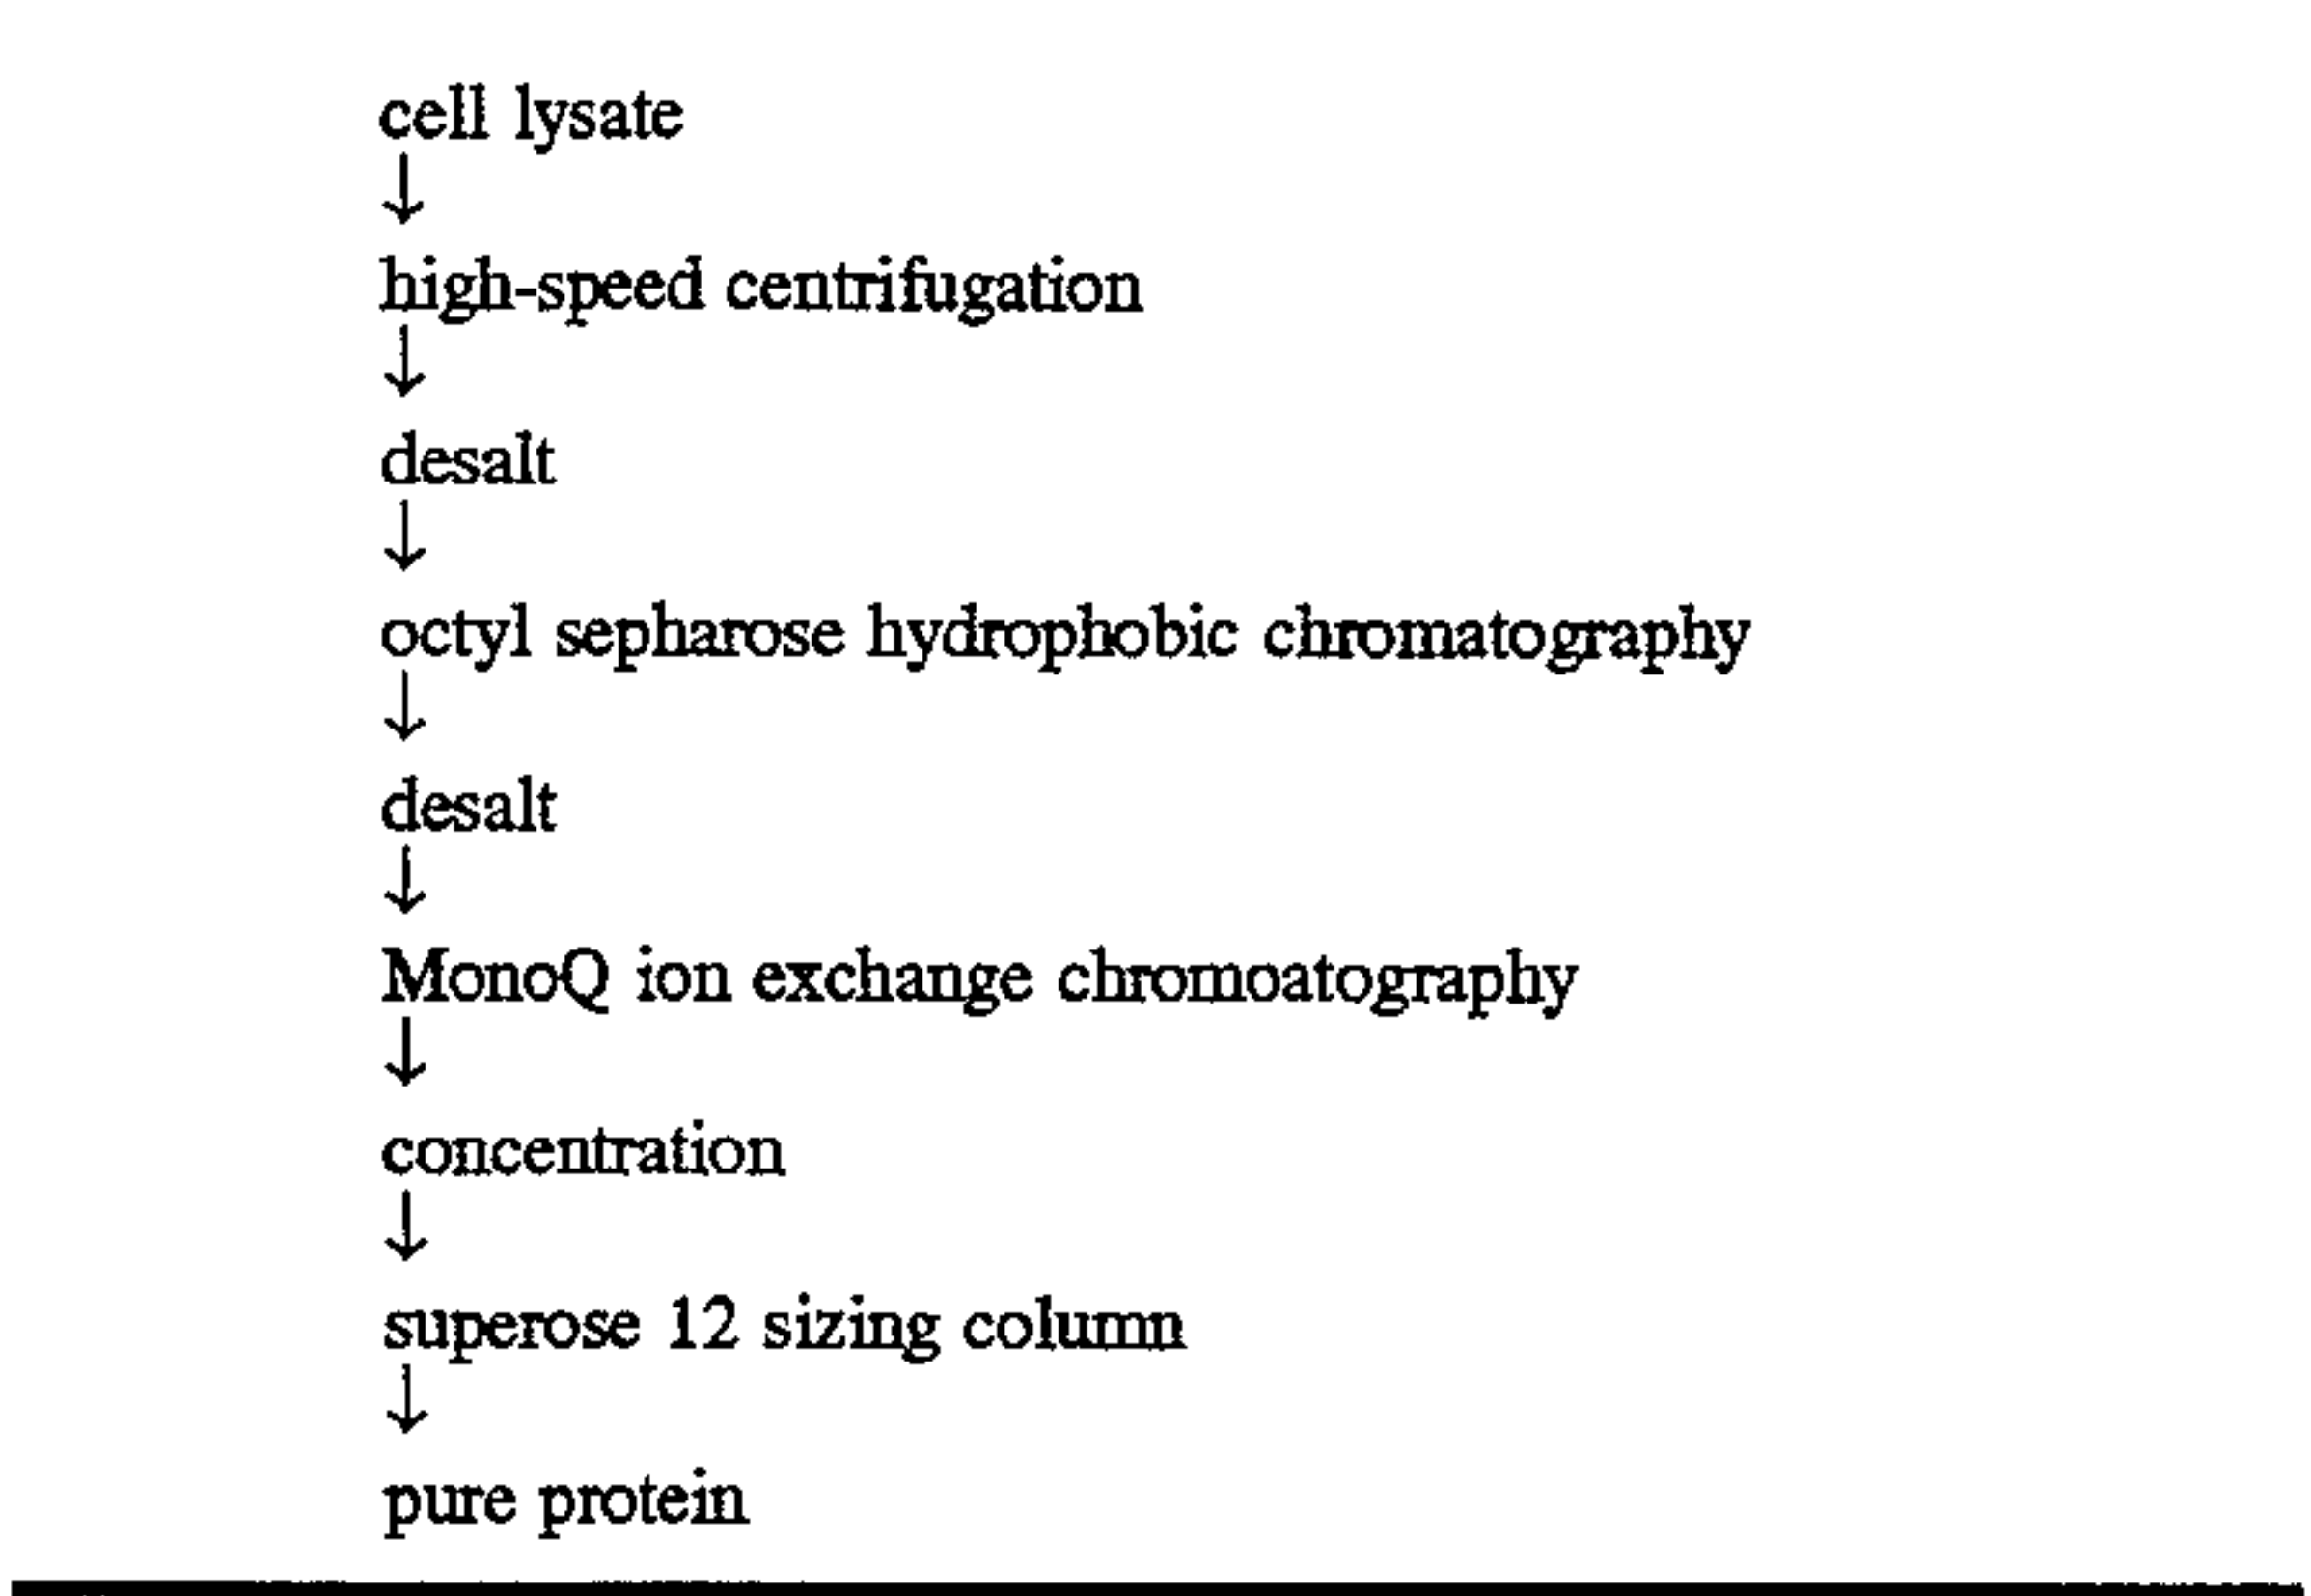 cell lysate
↓
high-speed centrifugation
↓
desalt
↓
octyl sepharose hydrophobic chromatography
↓
desalt
↓
MonoQ ion exchange chromoatography
↓
concentration
↓
superose 12 sizing column
↓
pure protein